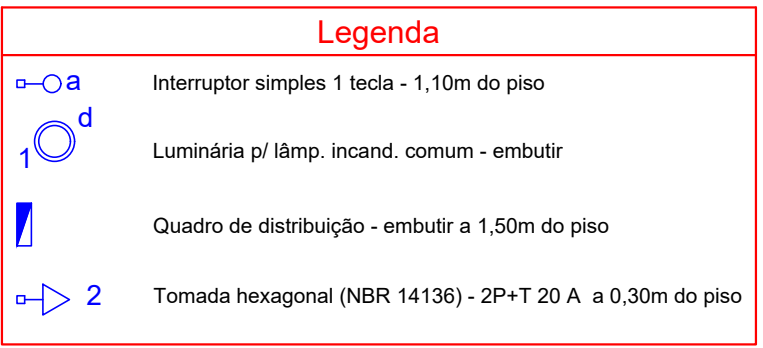 Legenda
a Interruptor simples 1 tecla - 1,10m do piso
1 d Luminária p/ lâmp. incand. comum - embutir
Quadro de distribuição - embutir a 1,50m do piso
2 Tomada hexagonal (NBR 14136) - 2P+T 20 A a 0,30m do piso